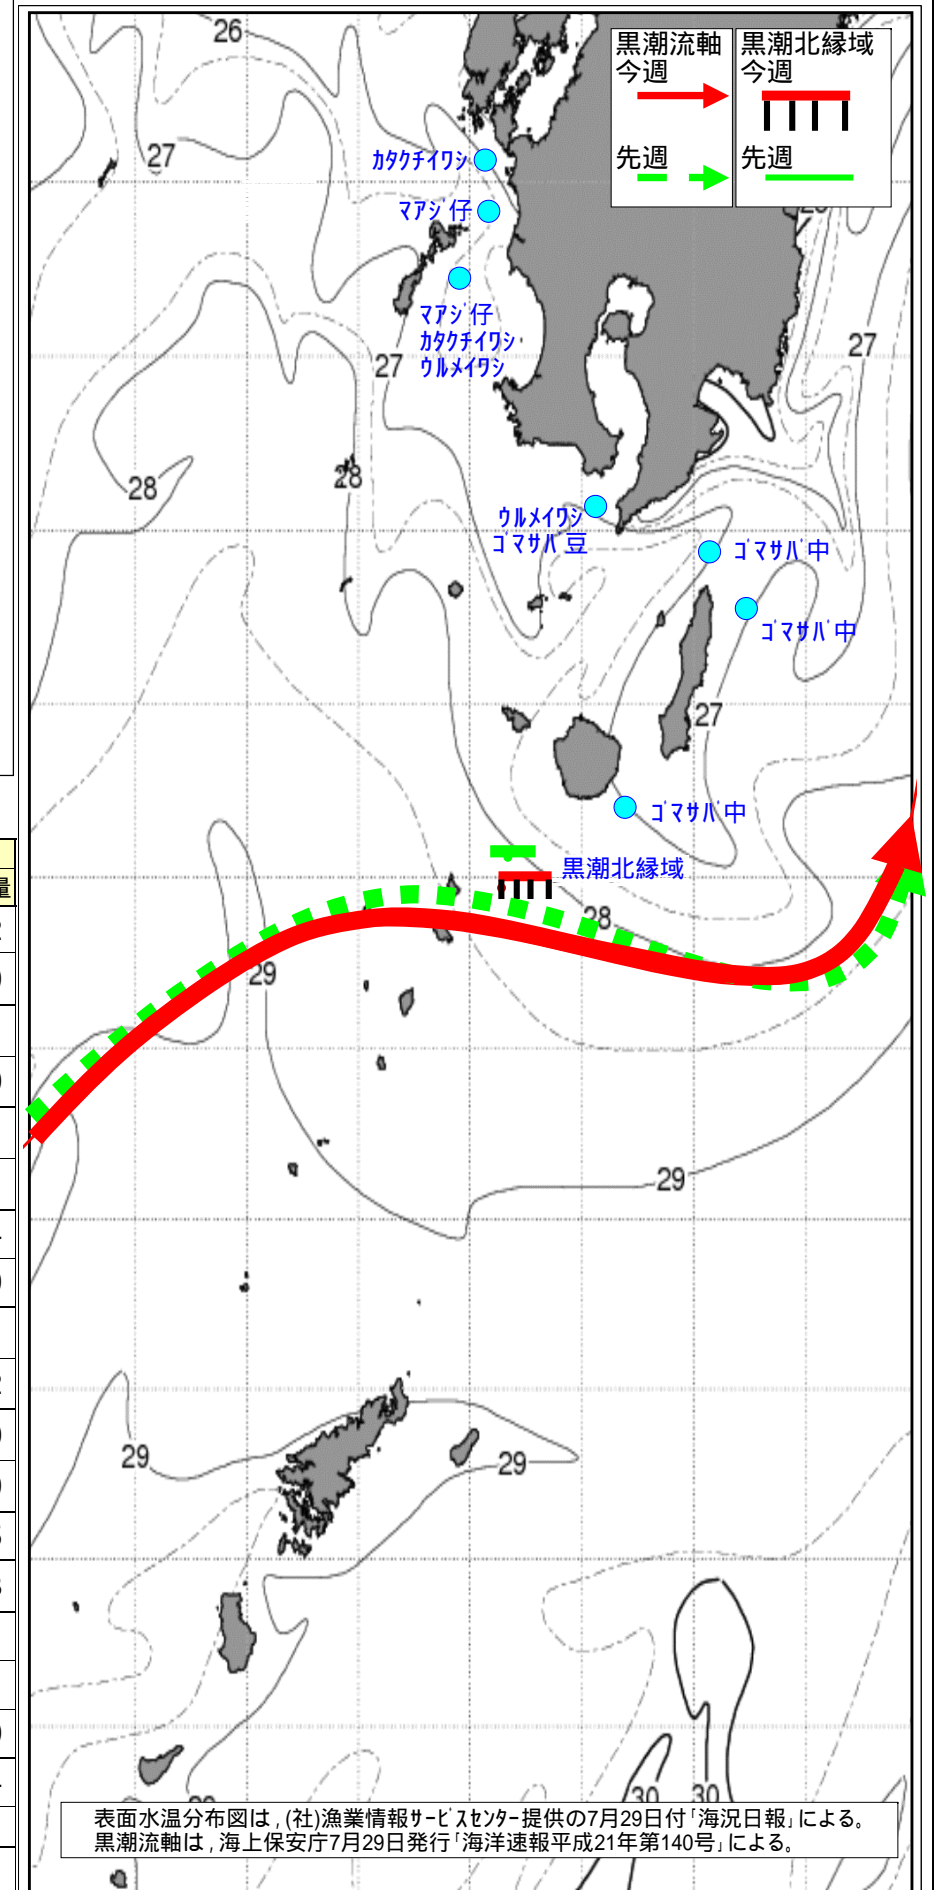 黒潮流軸
今週
先週
黒潮北縁域
今週
先週
26
27
ｶﾀｸﾁｲﾜｼ
ﾏｱｼﾞ仔
ﾏｱｼﾞ仔
ｶﾀｸﾁｲﾜｼ
ｳﾙﾒｲﾜｼ
27
27
28
28
ｳﾙﾒｲﾜｼ
ｺﾞﾏｻﾊﾞ豆
ｺﾞﾏｻﾊﾞ中
ｺﾞﾏｻﾊﾞ中
27
ｺﾞﾏｻﾊﾞ中
黒潮北縁域
量
28
29
29
29
29
30
30
表面水温分布図は，(社)漁業情報ｻｰﾋﾞｽｾﾝﾀｰ提供の7月29日付｢海況日報｣による。
黒潮流軸は，海上保安庁7月29日発行｢海洋速報平成21年第140号｣による。